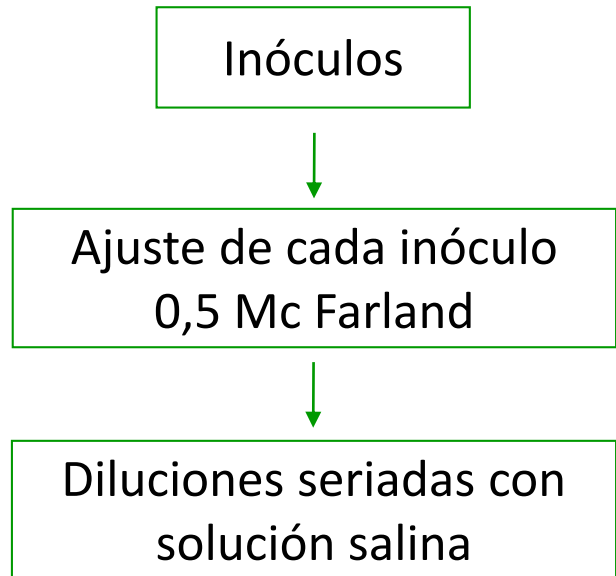 Inóculos
Ajuste de cada inóculo
0,5 Mc Farland
Diluciones seriadas con
solución salina